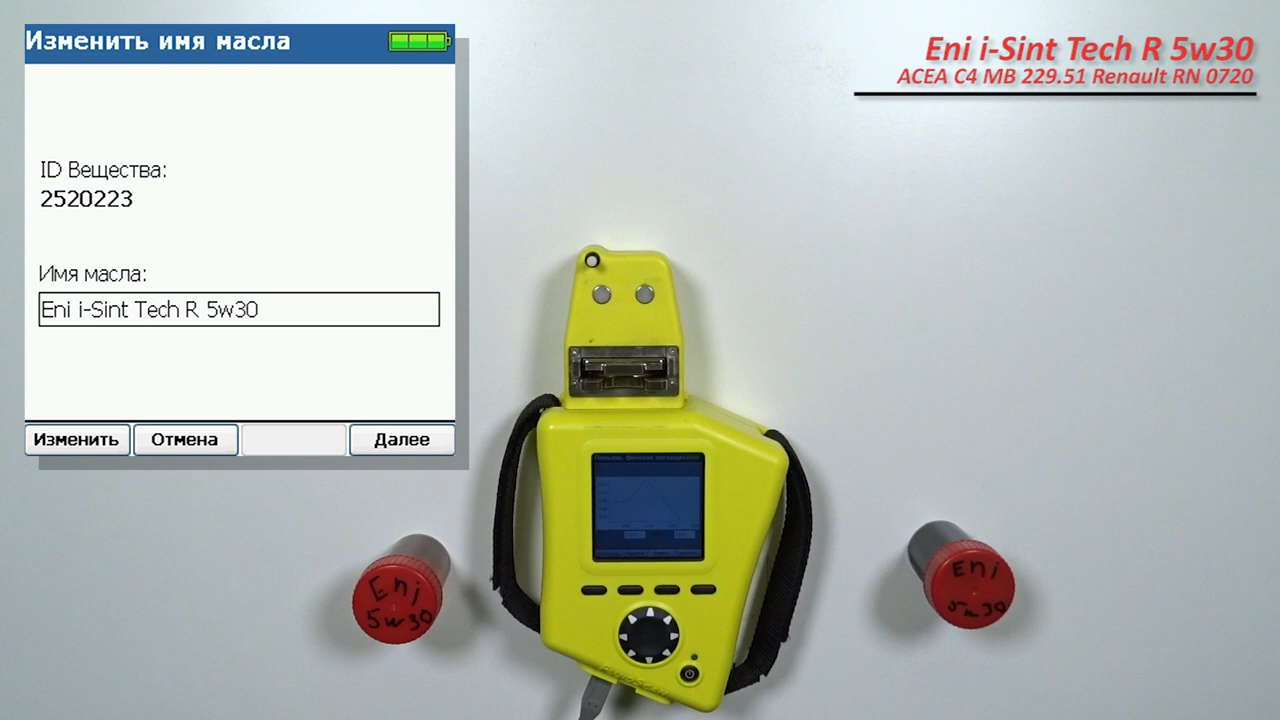 Изменить имя масла
Eni i-Sint Tech R 5w30
ACEA C4 MB 229.51 Renault RN 0720
ID Вещества:
2520223
Имя масла:
Eni i-Sint Tech R 5w30
Изменить
Отмена
Далее
Eni
5w30
Eni
5w30